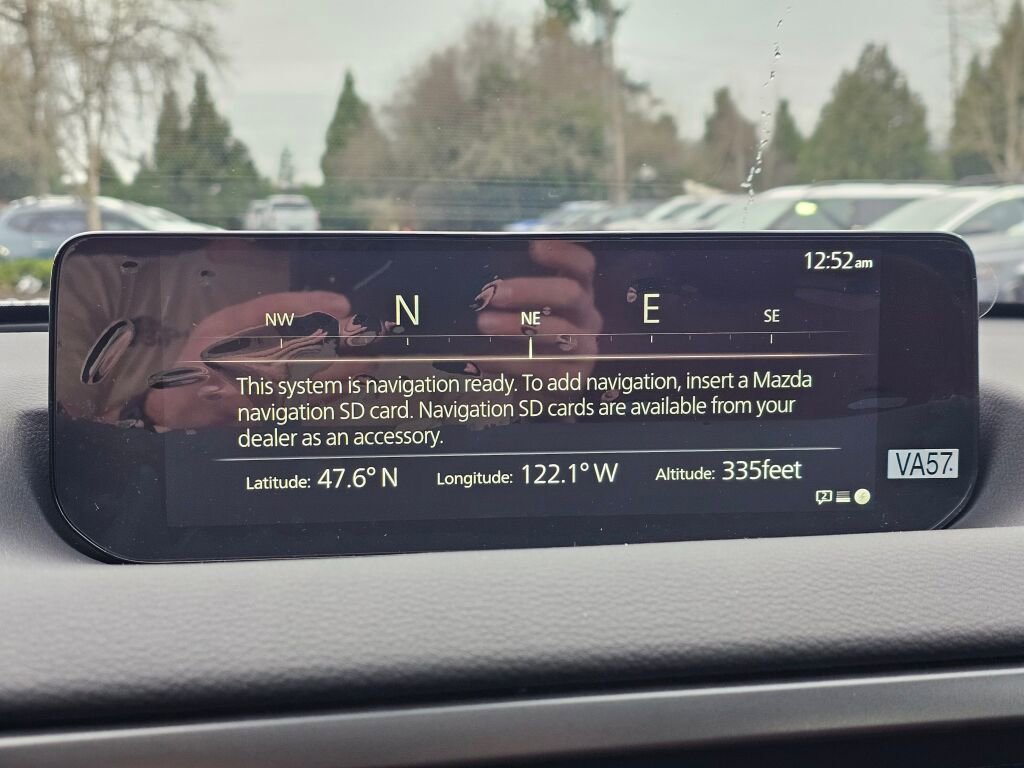 12:52am
NW N NE E SE
This system is navigation ready. To add navigation, insert a Mazda
navigation SD card. Navigation SD cards are available from your
dealer as an accessory.
Latitude: 47.6° N Longitude: 122.1° W Altitude: 335feet
VA57.
2